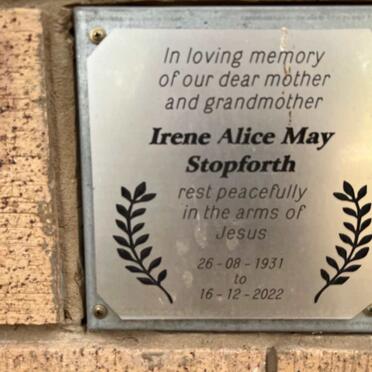 In loving memory
of our dear mother
and grandmother
Irene Alice May
Stopforth
rest peacefully
in the arms of
Jesus
26 - 08 - 1931
to
16 - 12 - 2022